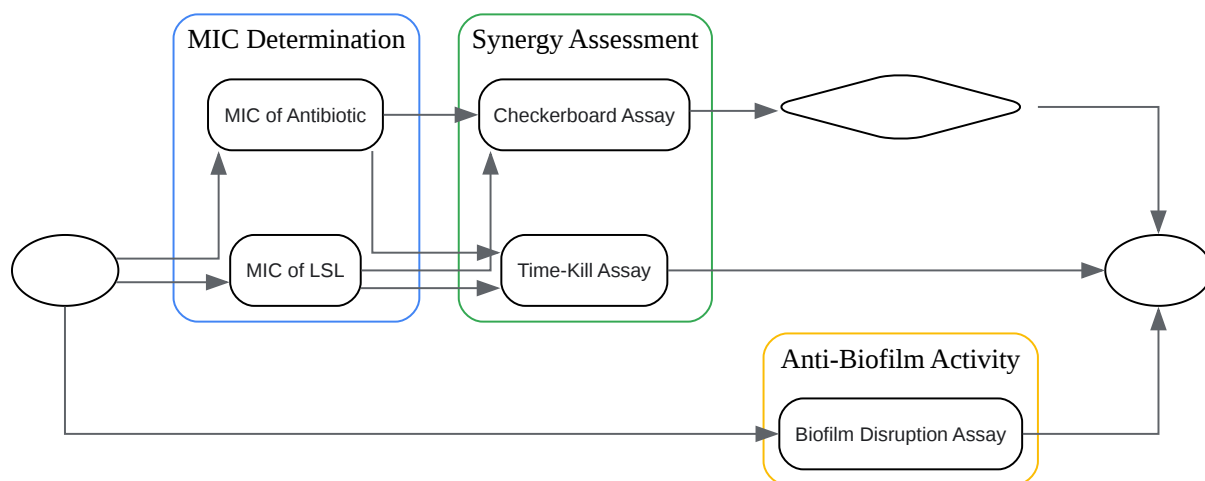 MIC Determination
Synergy Assessment
MIC of Antibiotic
Checkerboard Assay
MIC of LSL
Time-Kill Assay
Anti-Biofilm Activity
Biofilm Disruption Assay